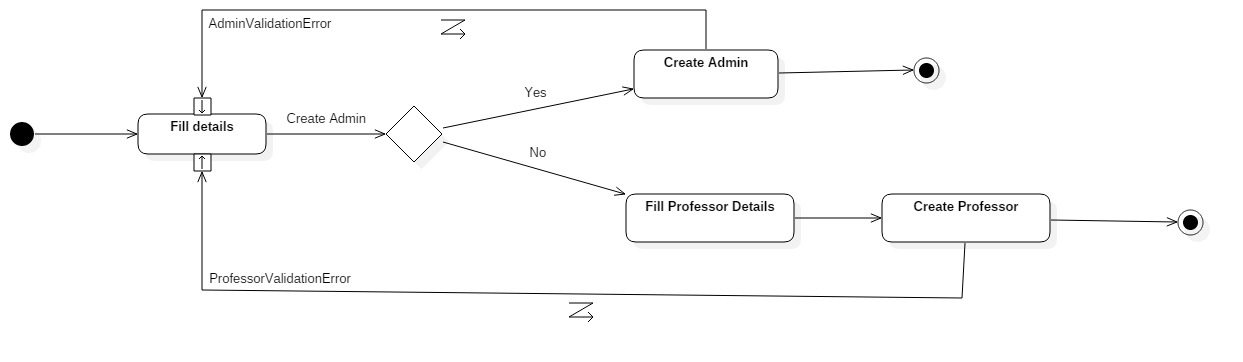 AdminValidationError
Create Admin
Yes
Create Admin
Fill details
No
Fill Professor Details
Create Professor
ProfessorValidationError